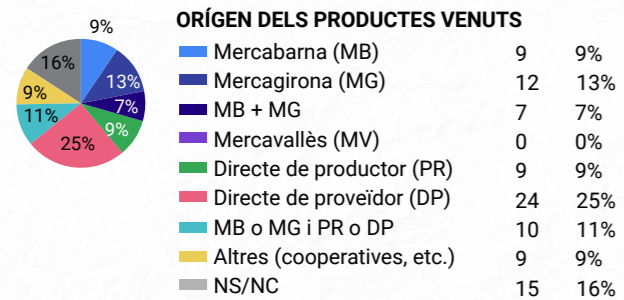 ORÍGEN DELS PRODUCTES VENUTS
9%
16%
13%
9%
7%
11%
9%
25%
Mercabarna (MB) 9 9%
Mercagirona (MG) 12 13%
MB + MG 7 7%
Mercavallès (MV) 0 0%
Directe de productor (PR) 9 9%
Directe de proveïdor (DP) 24 25%
MB o MG i PR o DP 10 11%
Altres (cooperatives, etc.) 9 9%
NS/NC 15 16%